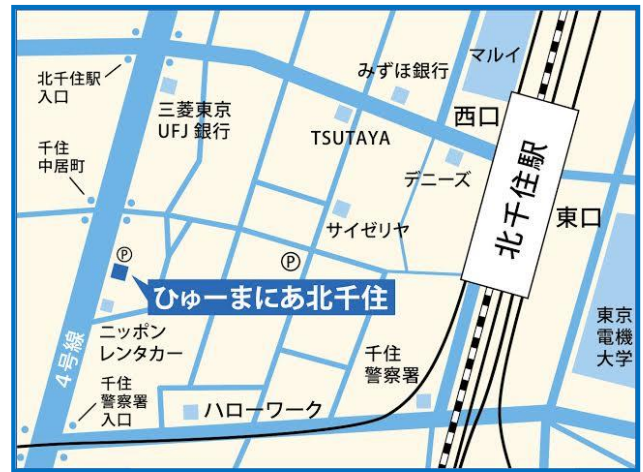 マルイ
みずほ銀行
北千住駅
入口
三菱東京
UFJ 銀行
TSUTAYA
西口
千住
中居町
デニーズ
北千住駅
東口
サイゼリヤ
P
P
ひゅーまにあ北千住
ニッポン
レンタカー
東京
電機
大学
4号線
千住
警察署
千住
警察署
入口
ハローワーク